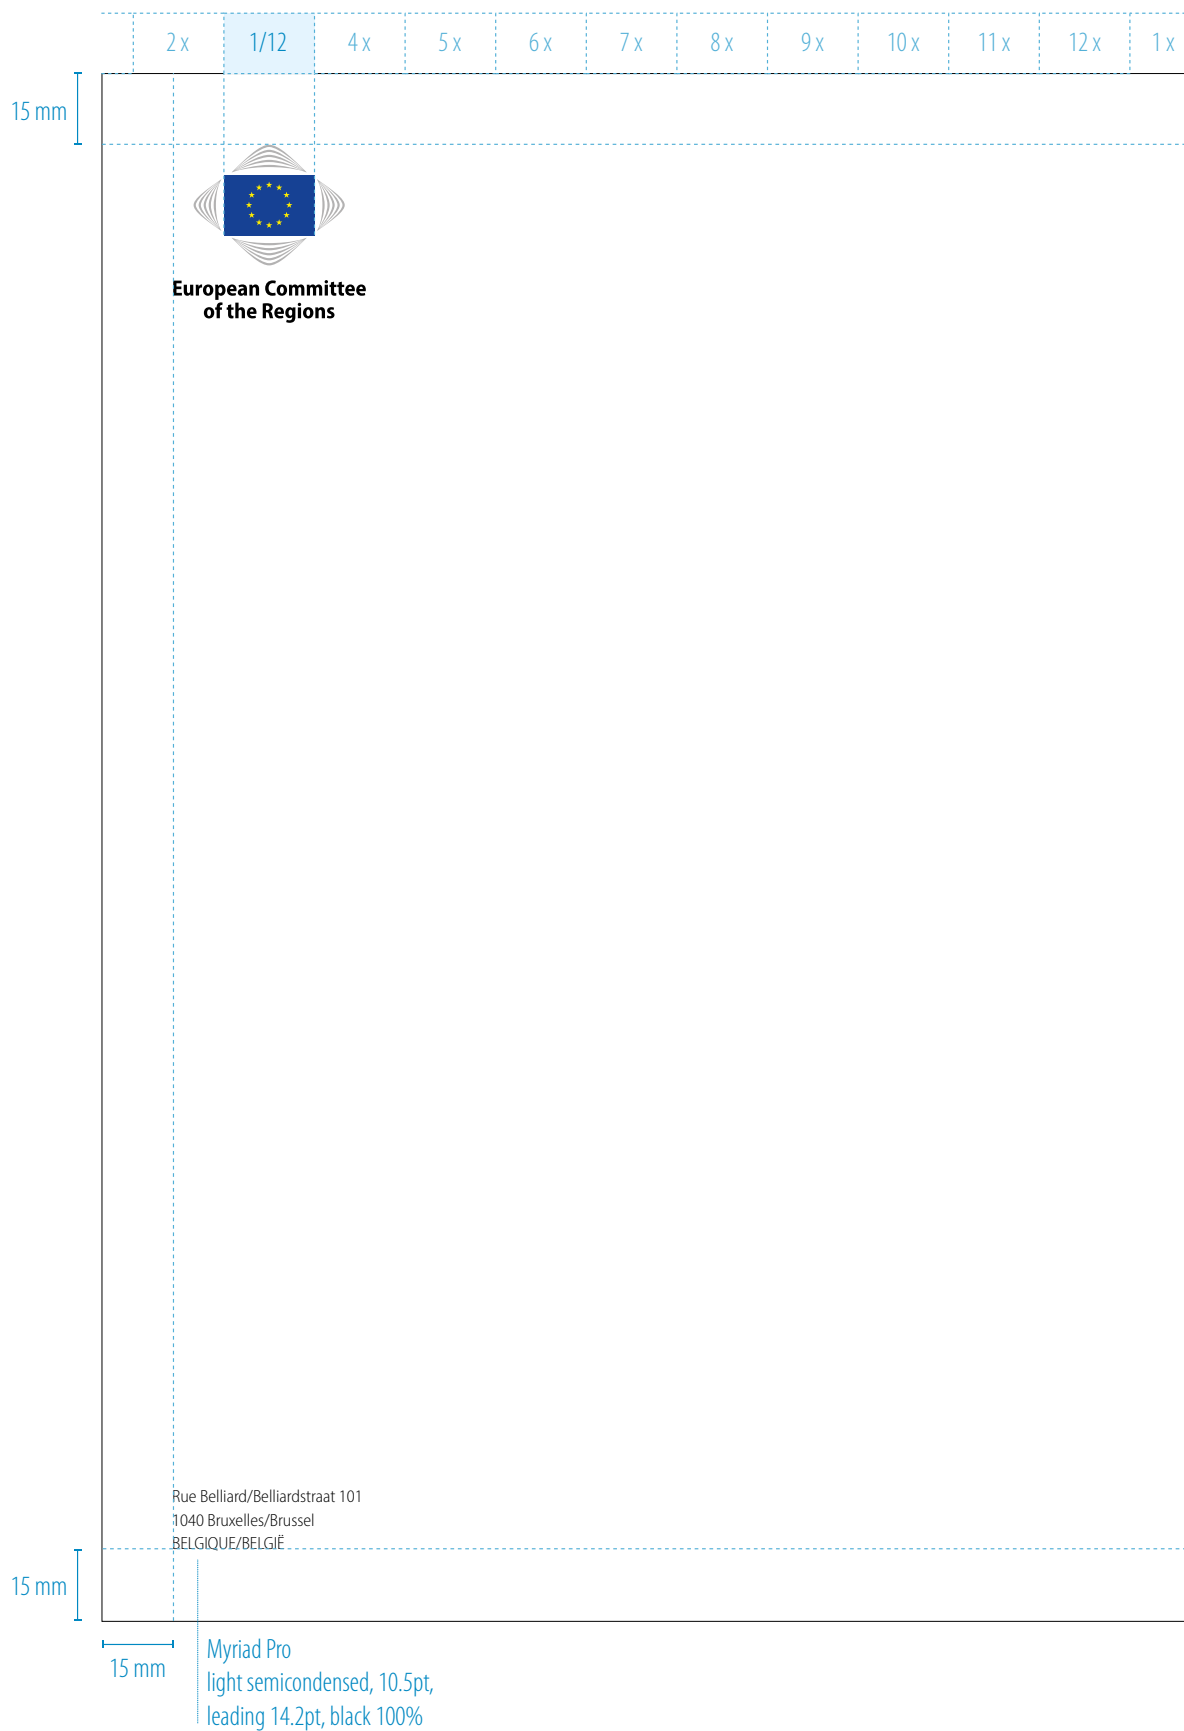 2 x 1/12 4 x 5 x 6 x 7 x 8 x 9 x 10 x 11 x 12 x 1 x
15 mm
European Committee
of the Regions
Rue Belliard/Belliardstraat 101
1040 Bruxelles/Brussel
BELGIQUE/BELGIË
15 mm
15 mm
Myriad Pro
light semicondensed, 10.5pt,
leading 14.2pt, black 100%